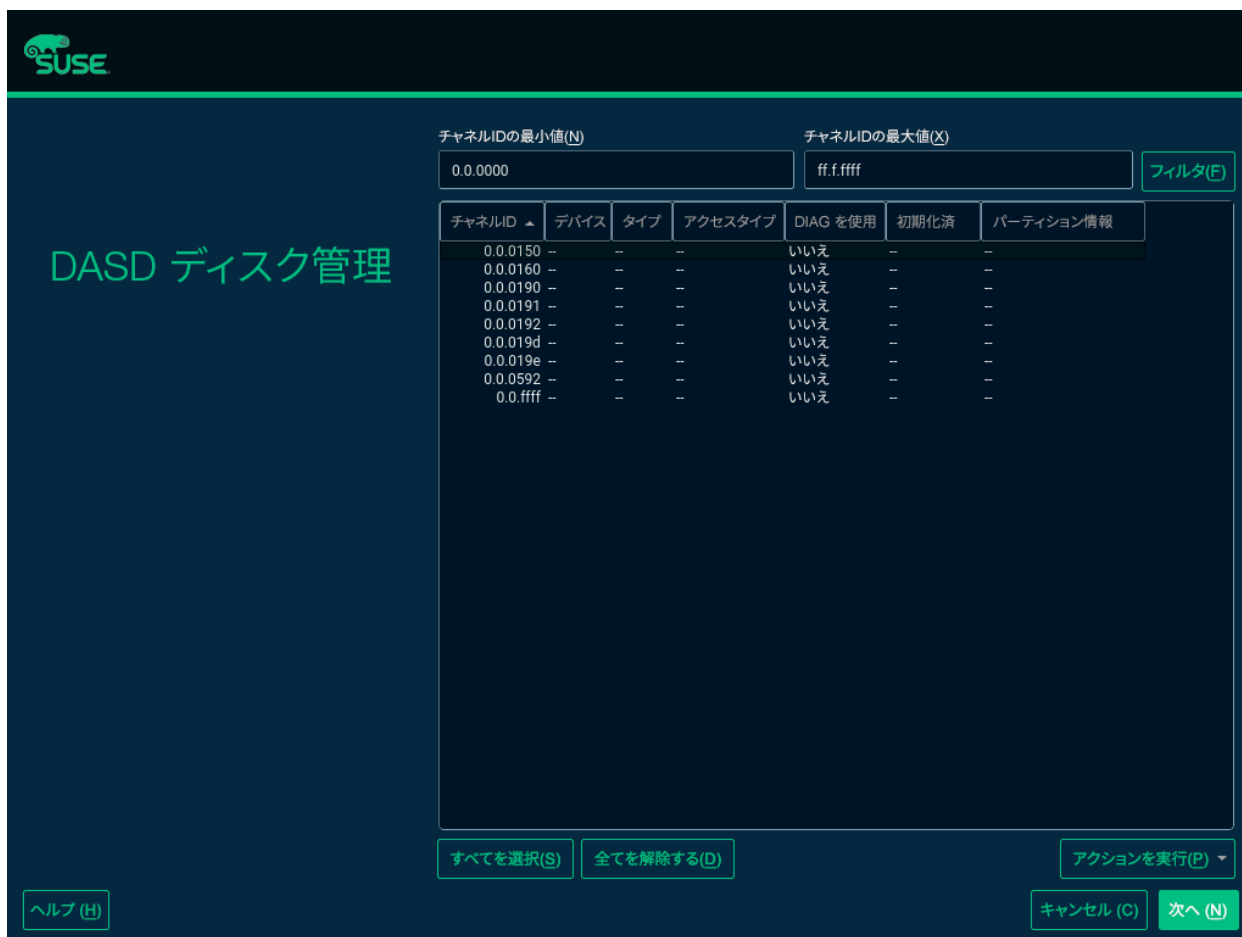 SUSE
チャネルIDの最小値(N) チャネルIDの最大値(X)
0.0.0000 ff.f.ffff フィルタ(F)
DASD ディスク管理
チャネルID デバイス タイプ アクセスタイプ DIAG を使用 初期化済 パーティション情報
0.0.0150 -- -- -- いいえ -- --
0.0.0160 -- -- -- いいえ -- --
0.0.0190 -- -- -- いいえ -- --
0.0.0191 -- -- -- いいえ -- --
0.0.0192 -- -- -- いいえ -- --
0.0.019d -- -- -- いいえ -- --
0.0.019e -- -- -- いいえ -- --
0.0.0592 -- -- -- いいえ -- --
0.0.ffff -- -- -- いいえ -- --
すべてを選択(S) 全てを解除する(D) アクションを実行(P)
ヘルプ (H) キャンセル (C) 次へ (N)